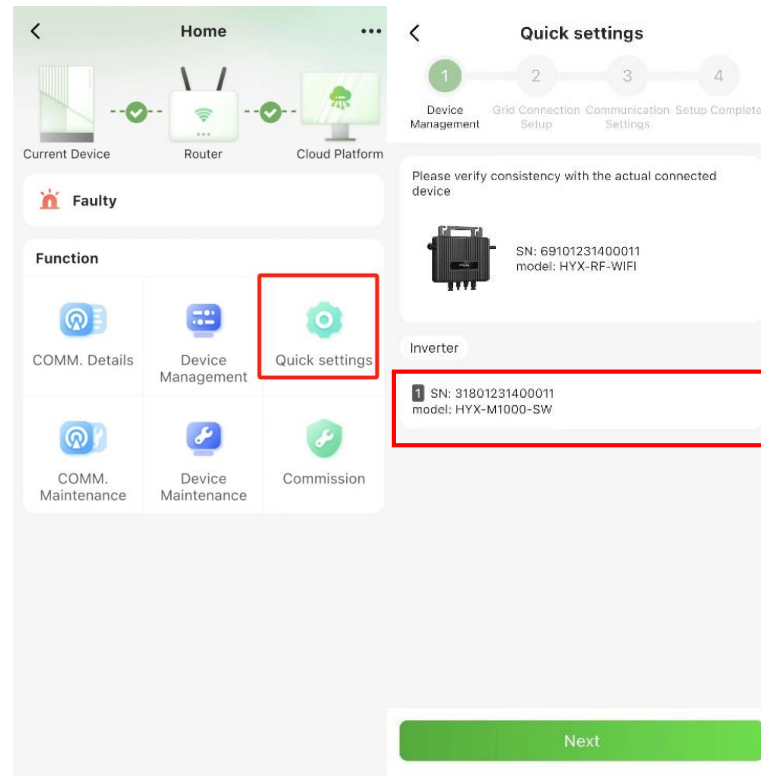 Home
Current Device
Router
Cloud Platform
Faulty
Function
COMM. Details
Device
Management
Quick settings
COMM.
Maintenance
Device
Maintenance
Commission
Quick settings
1
2
3
4
Device
Management
Grid Connection
Setup
Communication
Settings
Setup Complete
Please verify consistency with the actual connected
device
SN: 69101231400011
model: HYX-RF-WIFI
Inverter
1 SN: 31801231400011
model: HYX-M1000-SW
Next